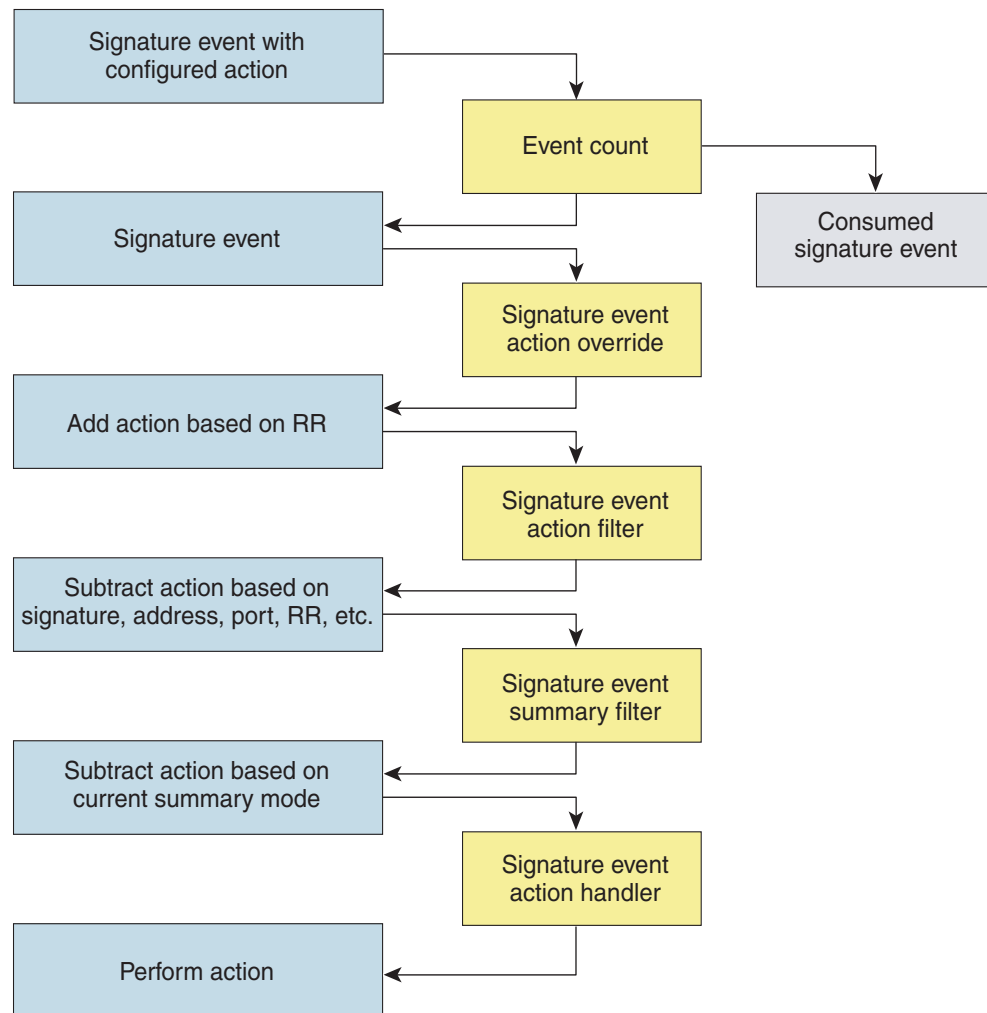 Signature event with
configured action
Event count
Consumed
signature event
Signature event
Signature event
action override
Add action based on RR
Signature event
action filter
Subtract action based on
signature, address, port, RR, etc.
Signature event
summary filter
Subtract action based on
current summary mode
Signature event
action handler
Perform action